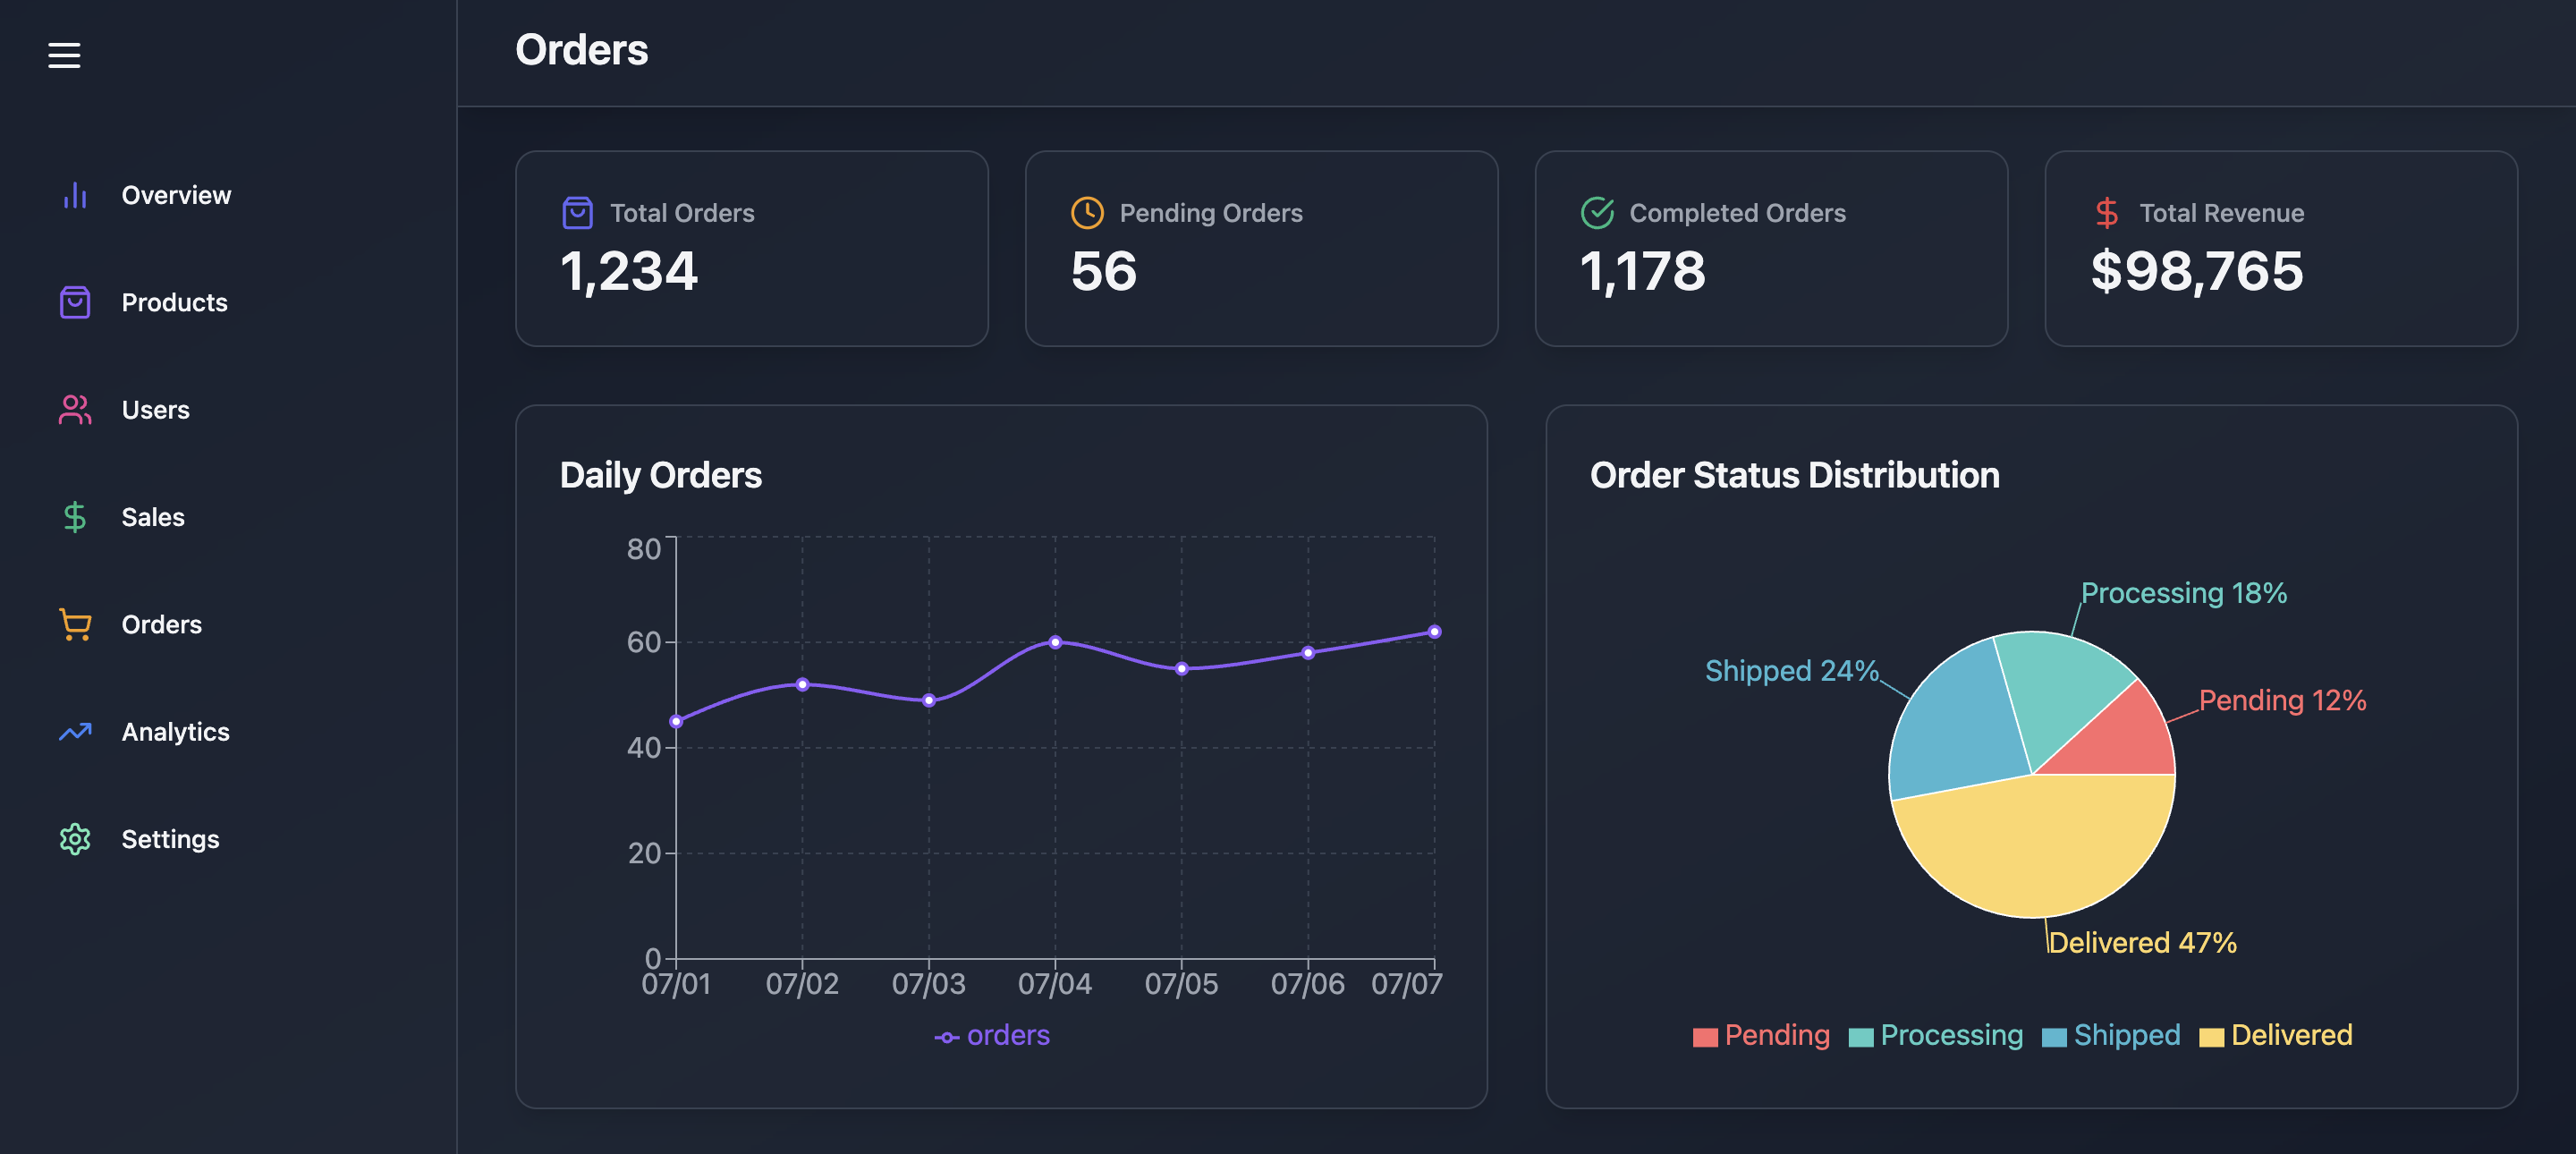 Orders
Overview
Products
Users
Sales
Orders
Analytics
Settings
Total Orders
1,234
Pending Orders
56
Completed Orders
1,178
Total Revenue
$98,765
Daily Orders
80
60
40
20
0
07/01 07/02 07/03 07/04 07/05 07/06 07/07
orders
Order Status Distribution
Processing 18%
Shipped 24%
Pending 12%
Delivered 47%
Pending Processing Shipped Delivered